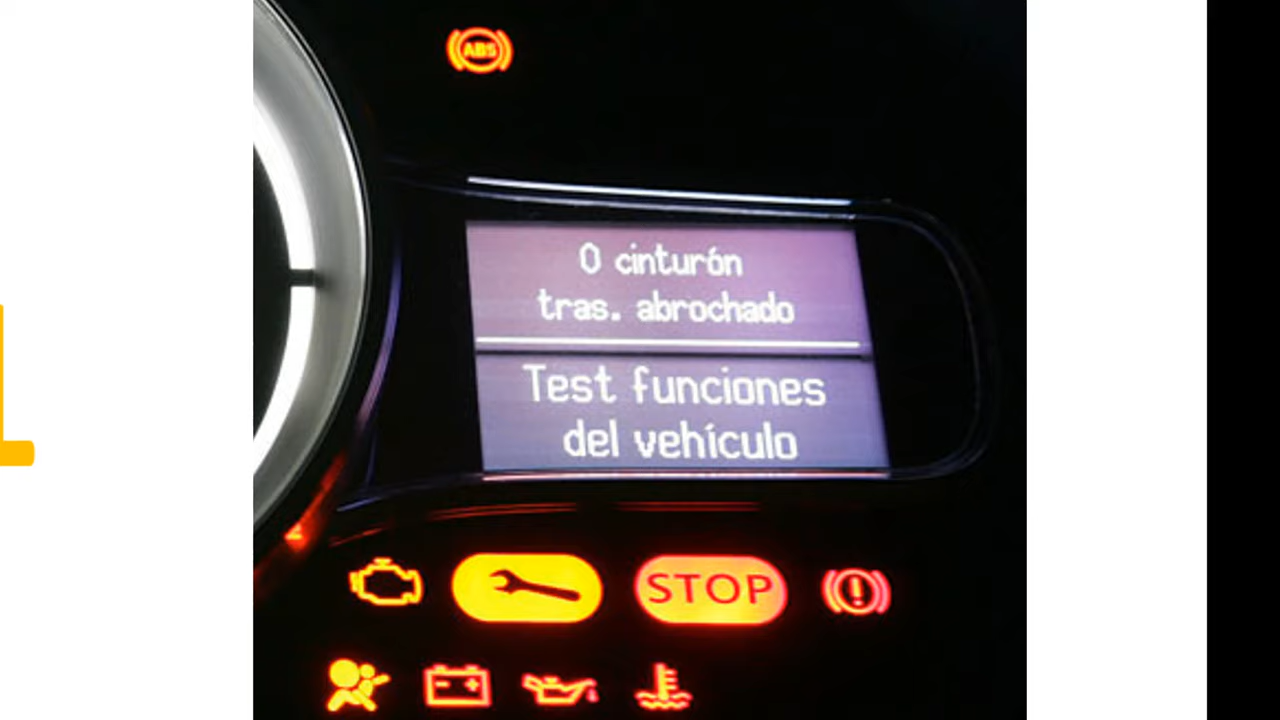 ABS
0 cinturón
tras. abrochado
Test funciones
del vehículo
STOP